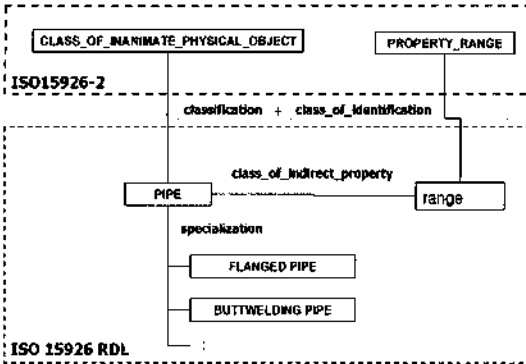 CLASS_OF_INANIMATE_PHYSICAL_OBJECT
PROPERTY_RANGE
ISO15926-2
classification + class_of_identification
class_of_indirect_property
PIPE
range
specialization
FLANGED PIPE
BUTTWELDING PIPE
:
ISO 15926 RDL